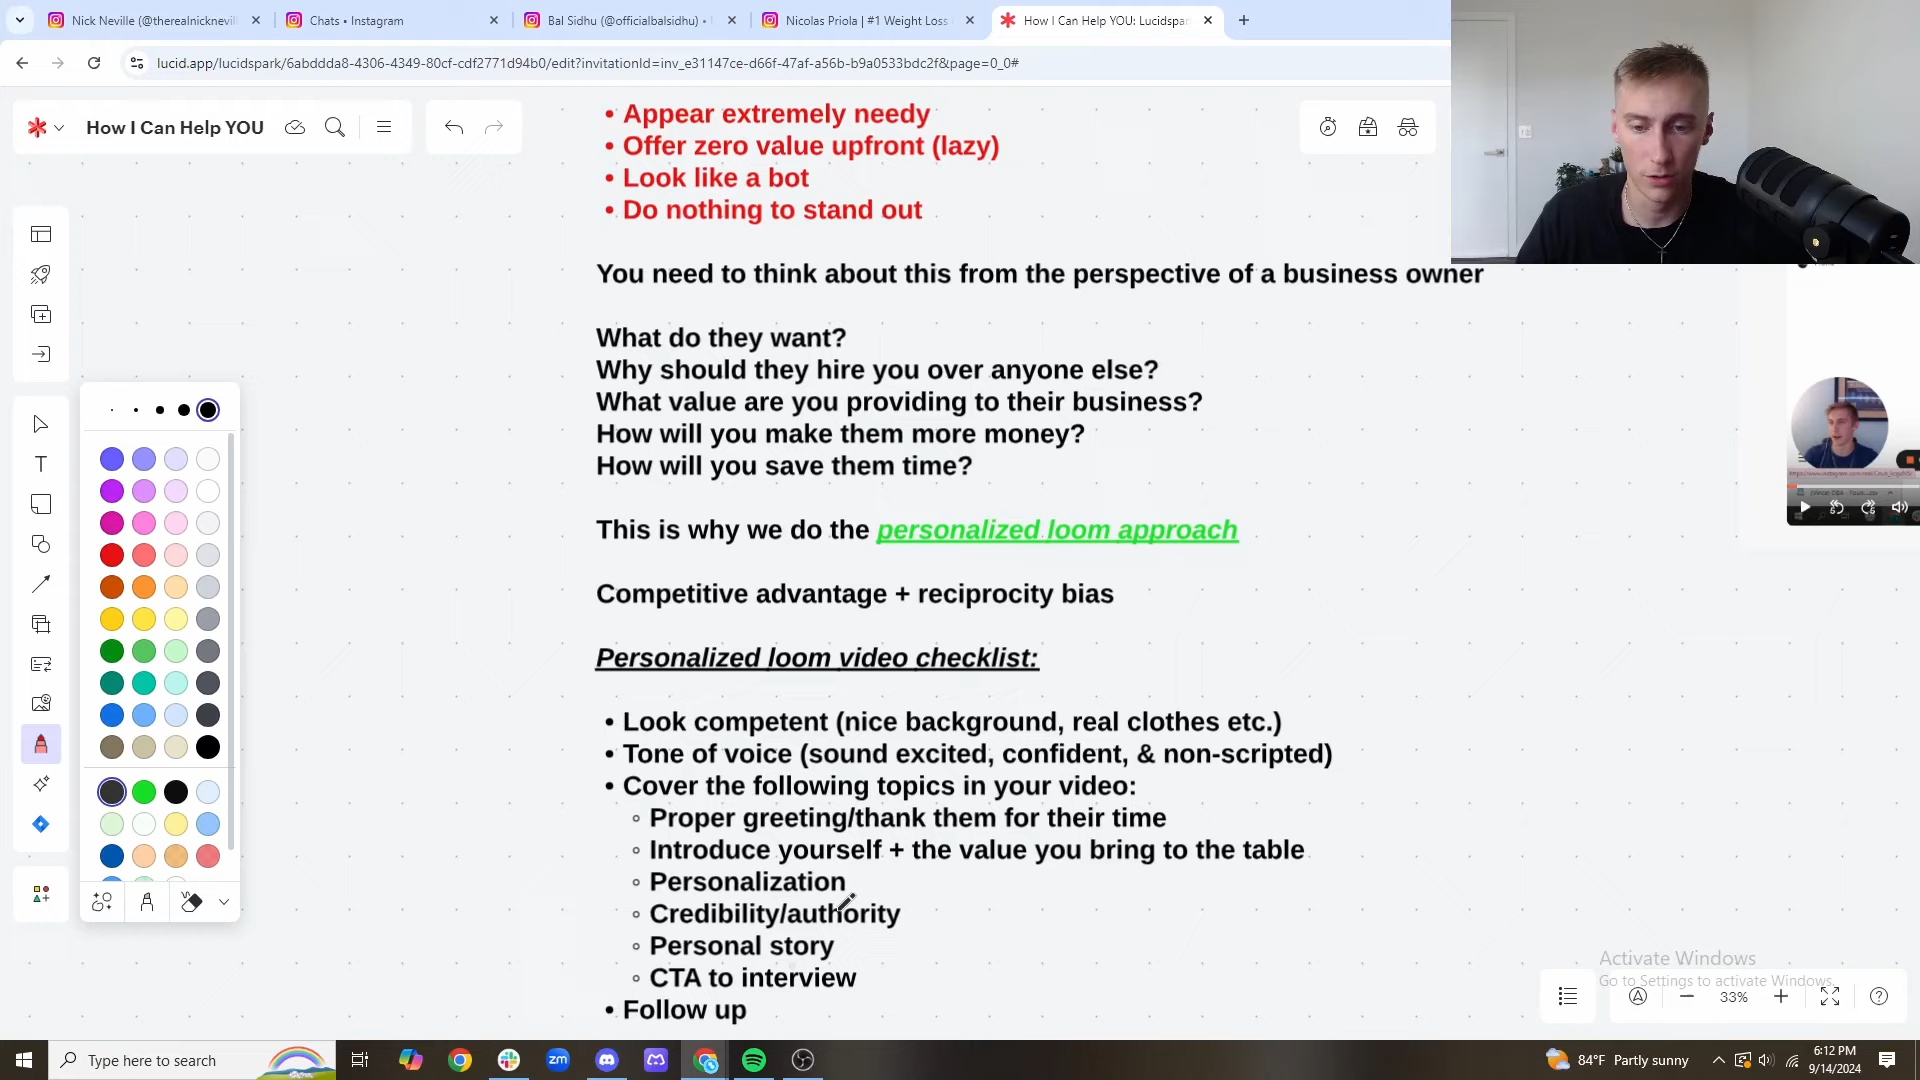 Nick Neville (@therealnicknevill
Chats • Instagram
Bal Sidhu (@officialbalsidhu) •
Nicolas Priola | #1 Weight Loss
How I Can Help YOU: Lucidspar
lucid.app/lucidspark/6abddda8-4306-4349-80cf-cdf2771d94b0/edit?invitationId=inv_e31147ce-d66f-47af-a56b-b9a0533bdc2f&page=0_0#
How I Can Help YOU
• Appear extremely needy
• Offer zero value upfront (lazy)
• Look like a bot
• Do nothing to stand out
You need to think about this from the perspective of a business owner
What do they want?
Why should they hire you over anyone else?
What value are you providing to their business?
How will you make them more money?
How will you save them time?
This is why we do the personalized loom approach
Competitive advantage + reciprocity bias
Personalized loom video checklist:
• Look competent (nice background, real clothes etc.)
• Tone of voice (sound excited, confident, & non-scripted)
• Cover the following topics in your video:
◦ Proper greeting/thank them for their time
◦ Introduce yourself + the value you bring to the table
◦ Personalization
◦ Credibility/authority
◦ Personal story
◦ CTA to interview
• Follow up
Activate Windows
Go to Settings to activate Windows.
33%
Type here to search
84°F Partly sunny
6:12 PM
9/14/2024